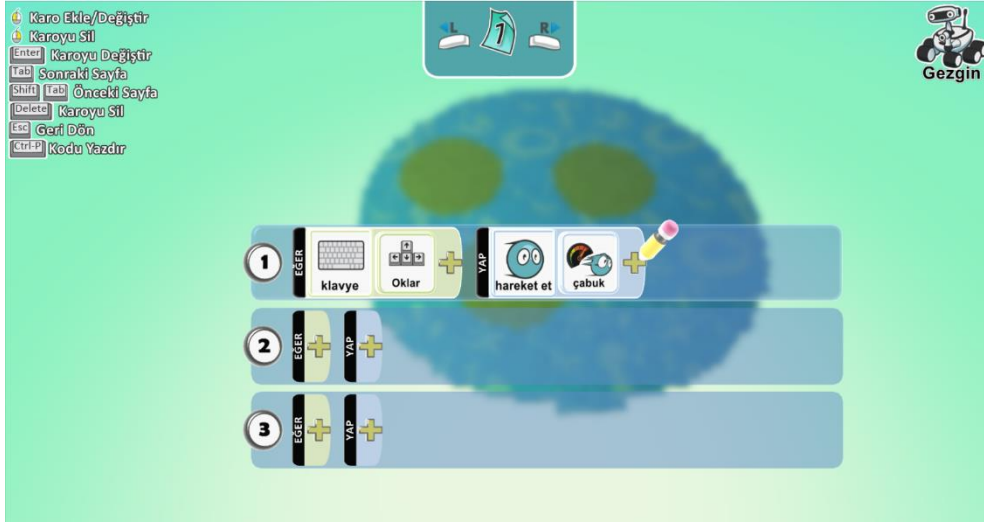 Karo Ekle/Değiştir
Karoyu Sil
Enter Karoyu Değiştir
Tab Sonraki Sayfa
Shift Tab Önceki Sayfa
Delete Karoyu Sil
Esc Geri Dön
Ctrl-P Kodu Yazdır
L 1 R
Gezgin
1 EĞER klavye Oklar YAP hareket et çabuk
2 EĞER YAP
3 EĞER YAP